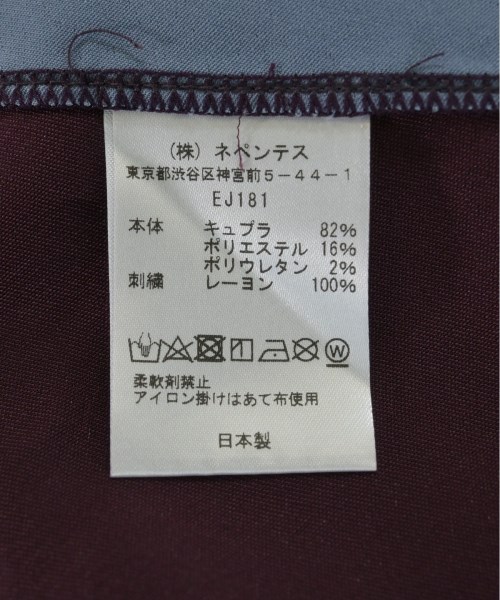 （株）ネペンテス
東京都渋谷区神宮前５－４４－１
EJ181
本体 キュプラ 82%
ポリエステル 16%
ポリウレタン 2%
刺繍 レーヨン 100%
W
柔軟剤禁止
アイロン掛けはあて布使用
日本製